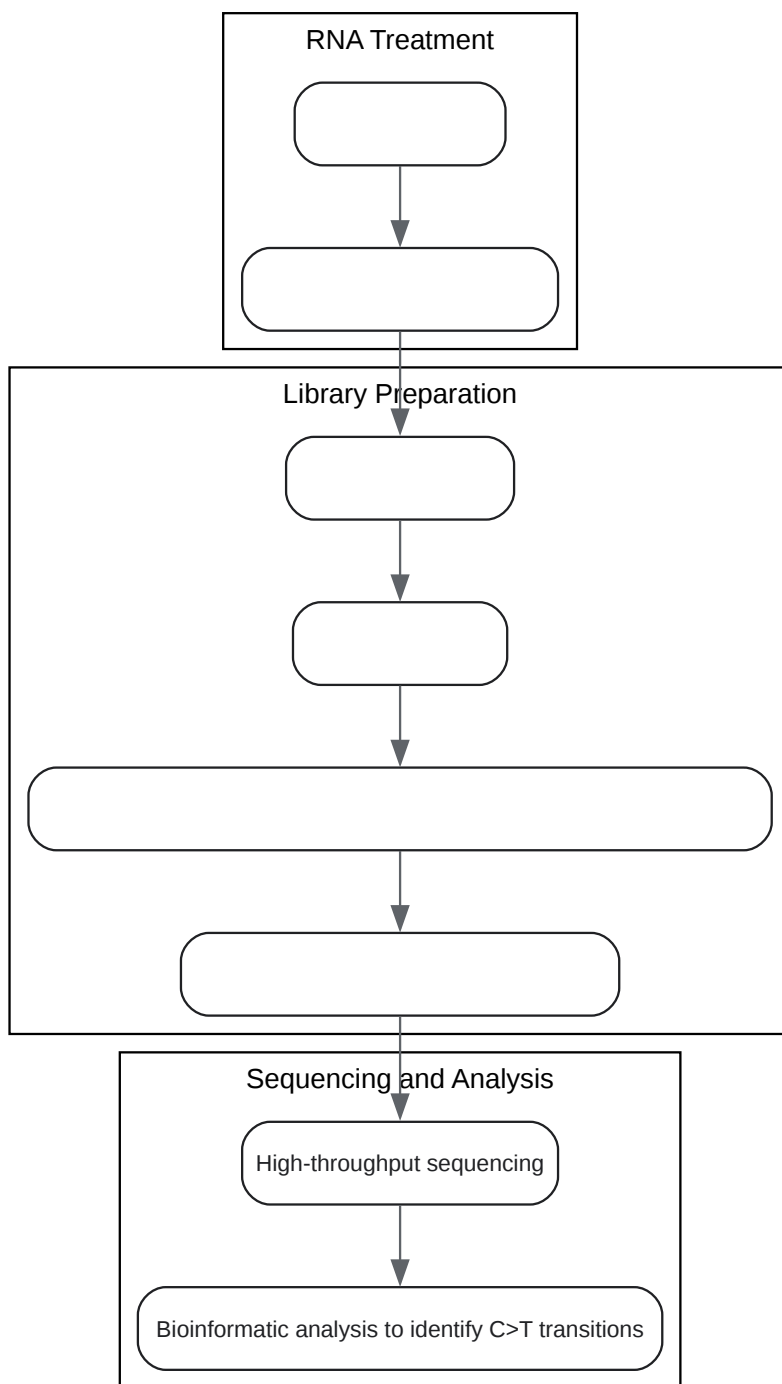 RNA Treatment
Library Preparation
Sequencing and Analysis
High-throughput sequencing
Bioinformatic analysis to identify C>T transitions